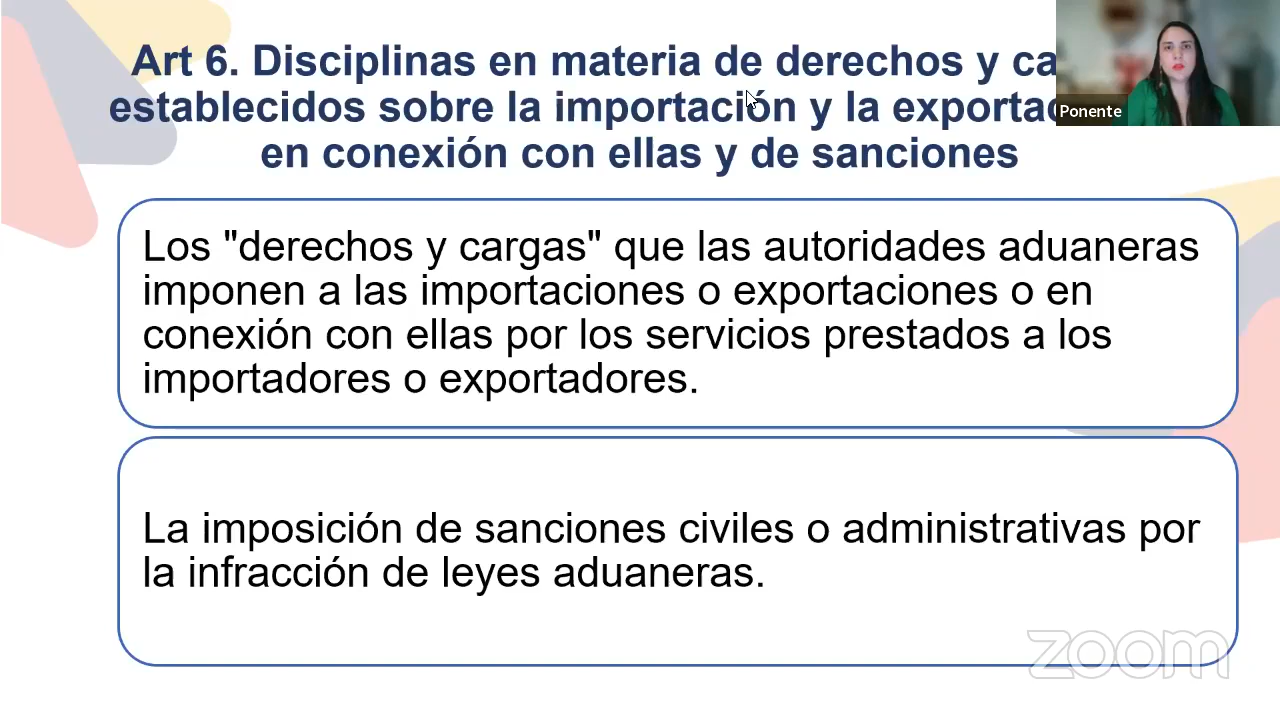 Art 6. Disciplinas en materia de derechos y
establecidos sobre la importación y la
en conexión con ellas y de sanciones
Ponente
Los "derechos y cargas" que las autoridades aduaneras
imponen a las importaciones o exportaciones o en
conexión con ellas por los servicios prestados a los
importadores o exportadores.
La imposición de sanciones civiles o administrativas por
la infracción de leyes aduaneras.
zoom